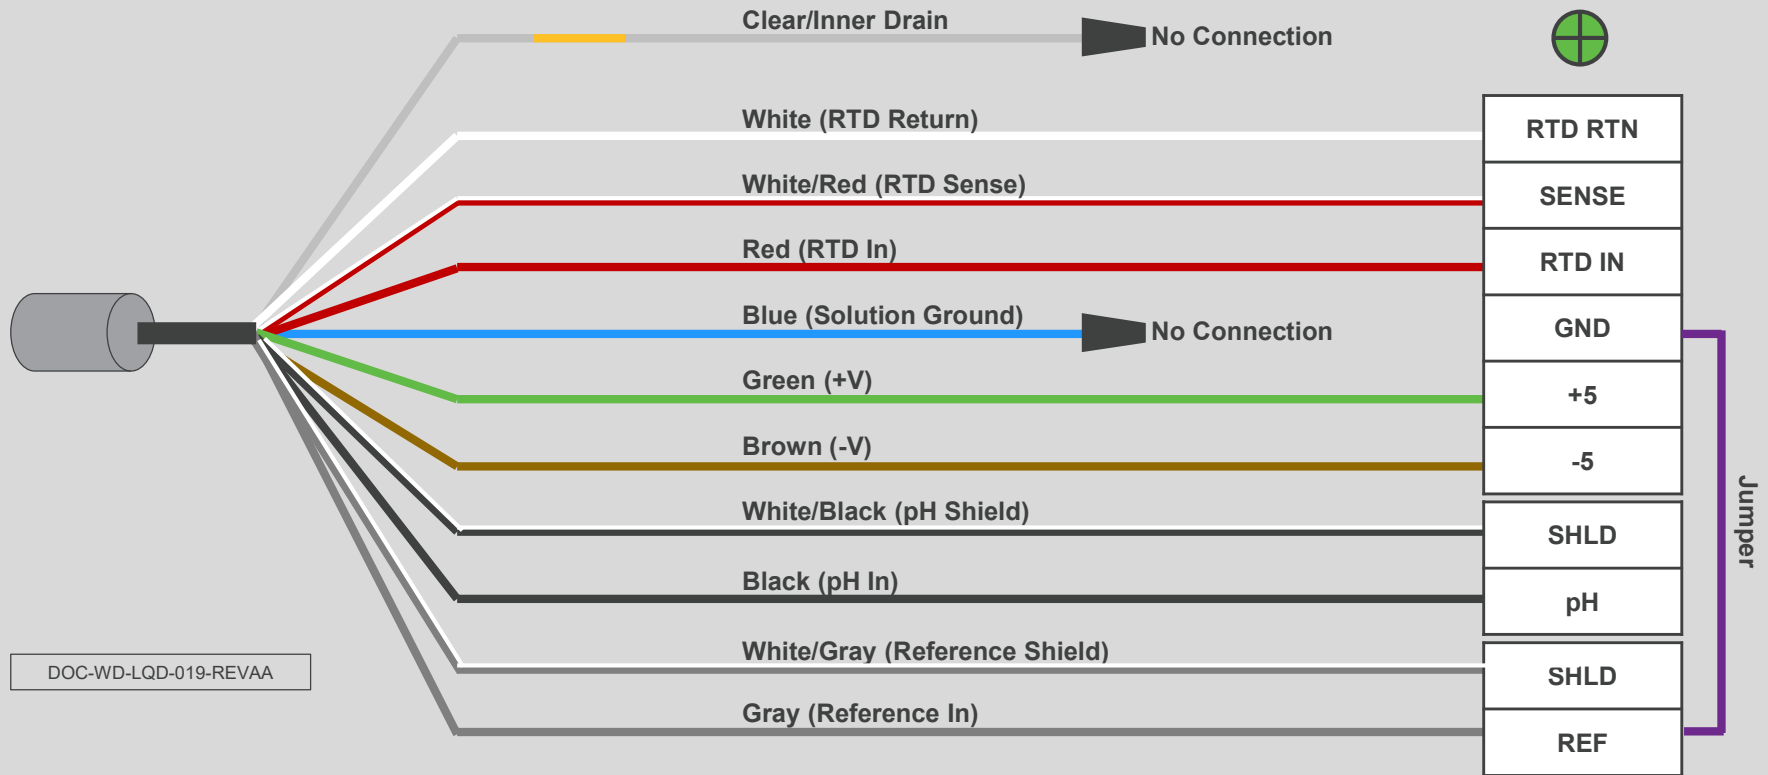 Clear/Inner Drain
No Connection
White (RTD Return)
RTD RTN
White/Red (RTD Sense)
SENSE
Red (RTD In)
RTD IN
Blue (Solution Ground)
No Connection
GND
Green (+V)
+5
Brown (-V)
-5
Jumper
White/Black (pH Shield)
SHLD
Black (pH In)
pH
White/Gray (Reference Shield)
SHLD
DOC-WD-LQD-019-REVAA
Gray (Reference In)
REF